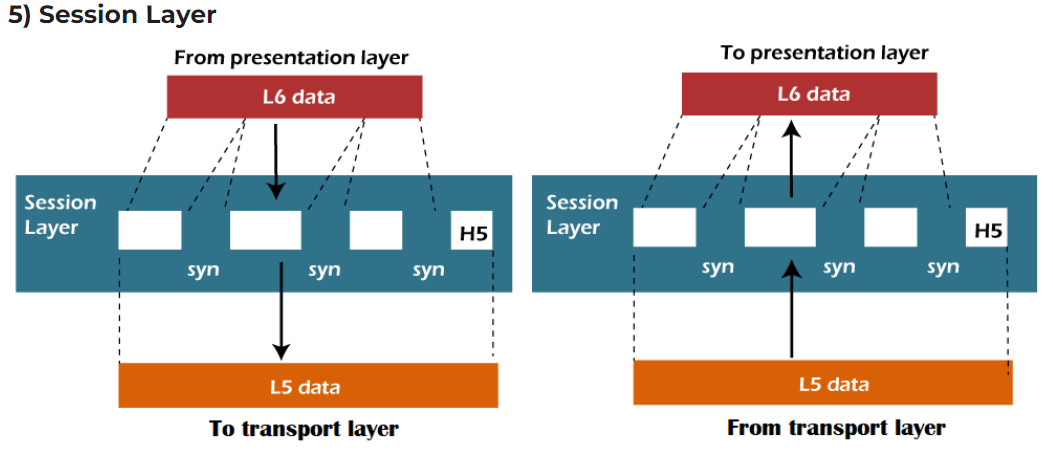 5) Session Layer
From presentation layer
L6 data
Session
Layer
H5
syn
syn
syn
L5 data
To transport layer
To presentation layer
L6 data
Session
Layer
H5
syn
syn
syn
L5 data
From transport layer